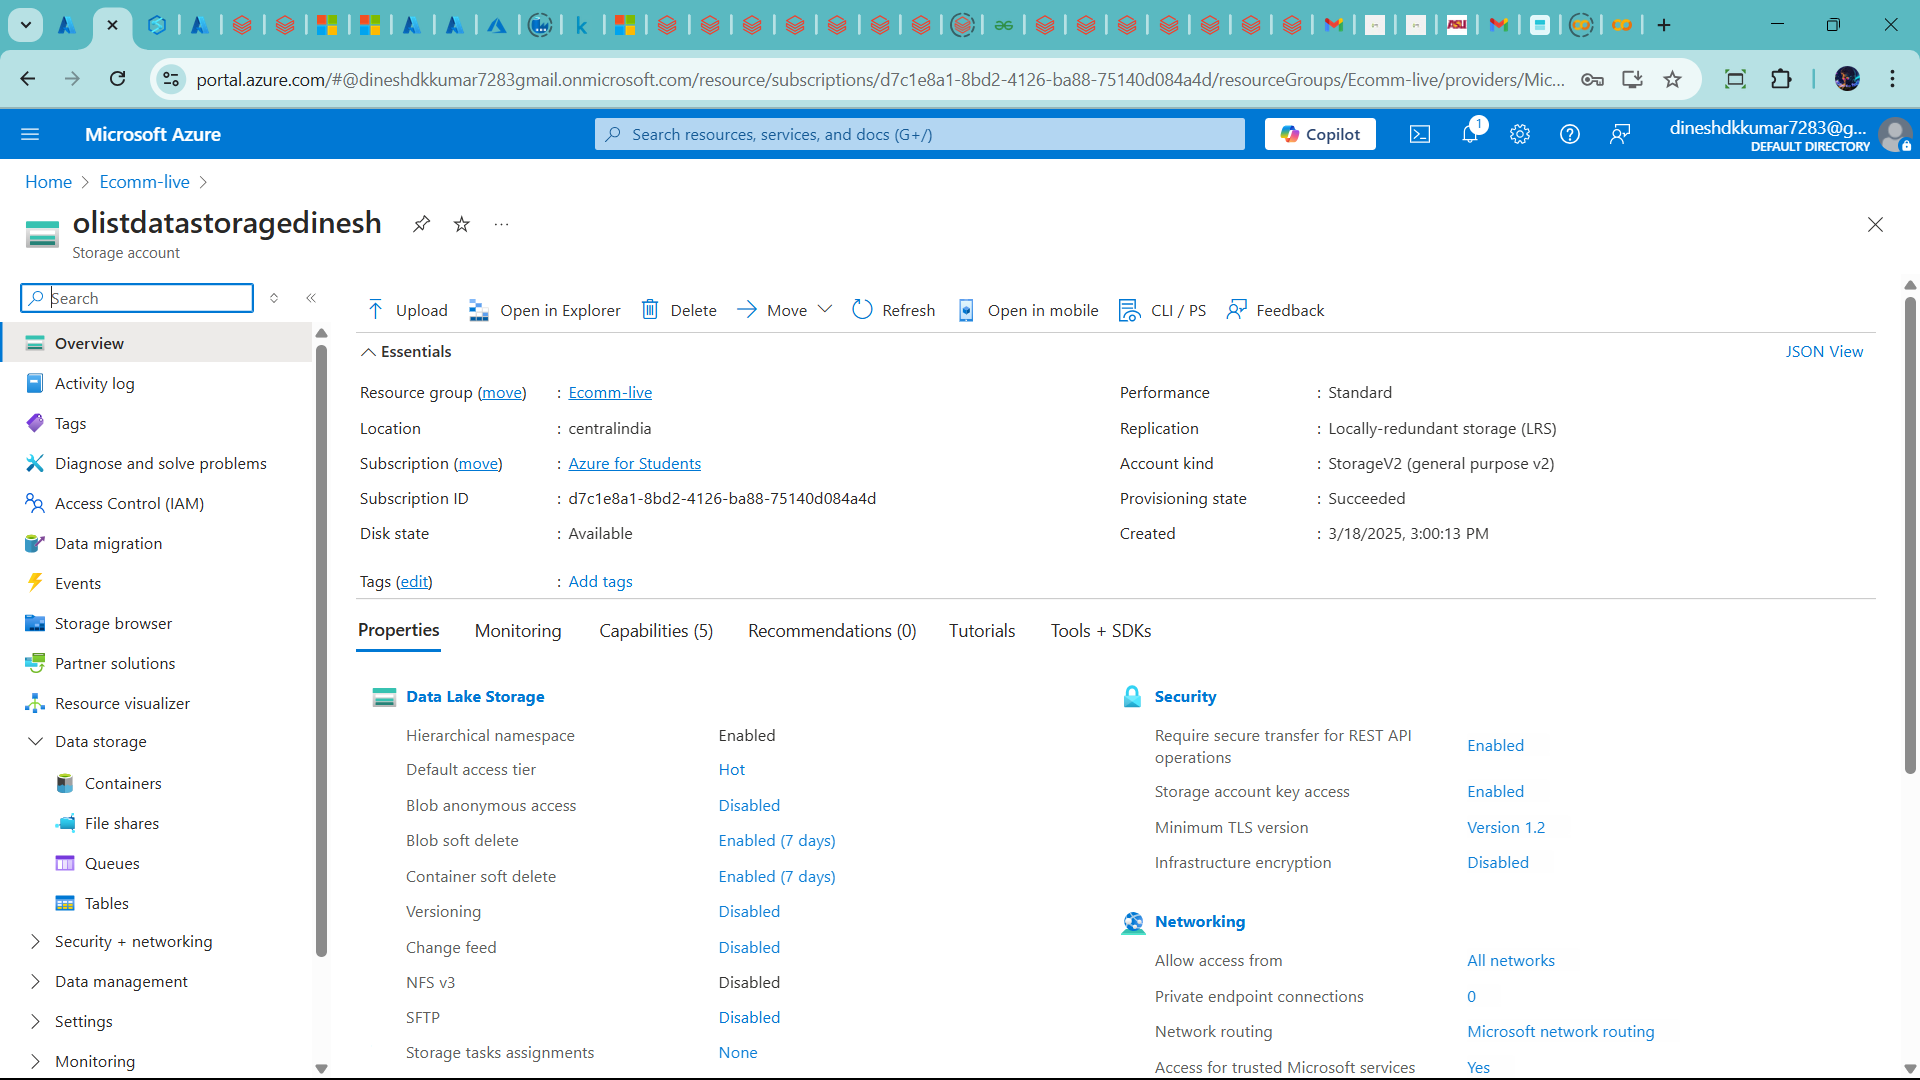 portal.azure.com/#@dineshdkkumar7283gmail.onmicrosoft.com/resource/subscriptions/d7c1e8a1-8bd2-4126-ba88-75140d084a4d/resourceGroups/Ecomm-live/providers/Mic...
Microsoft Azure
Search resources, services, and docs (G+/)
Copilot
1
dineshdkkumar7283@g...
DEFAULT DIRECTORY
Home > Ecomm-live >
olistdatastoragedinesh
Storage account
Search
Overview
Activity log
Tags
Diagnose and solve problems
Access Control (IAM)
Data migration
Events
Storage browser
Partner solutions
Resource visualizer
Data storage
Containers
File shares
Queues
Tables
Security + networking
Data management
Settings
Monitoring
Upload Open in Explorer Delete Move Refresh Open in mobile CLI / PS Feedback
Essentials
JSON View
Resource group (move) : Ecomm-live
Location : centralindia
Subscription (move) : Azure for Students
Subscription ID : d7c1e8a1-8bd2-4126-ba88-75140d084a4d
Disk state : Available
Tags (edit) : Add tags
Performance : Standard
Replication : Locally-redundant storage (LRS)
Account kind : StorageV2 (general purpose v2)
Provisioning state : Succeeded
Created : 3/18/2025, 3:00:13 PM
Properties Monitoring Capabilities (5) Recommendations (0) Tutorials Tools + SDKs
Data Lake Storage
Hierarchical namespace Enabled
Default access tier Hot
Blob anonymous access Disabled
Blob soft delete Enabled (7 days)
Container soft delete Enabled (7 days)
Versioning Disabled
Change feed Disabled
NFS v3 Disabled
SFTP Disabled
Storage tasks assignments None
Security
Require secure transfer for REST API operations Enabled
Storage account key access Enabled
Minimum TLS version Version 1.2
Infrastructure encryption Disabled
Networking
Allow access from All networks
Private endpoint connections 0
Network routing Microsoft network routing
Access for trusted Microsoft services Yes